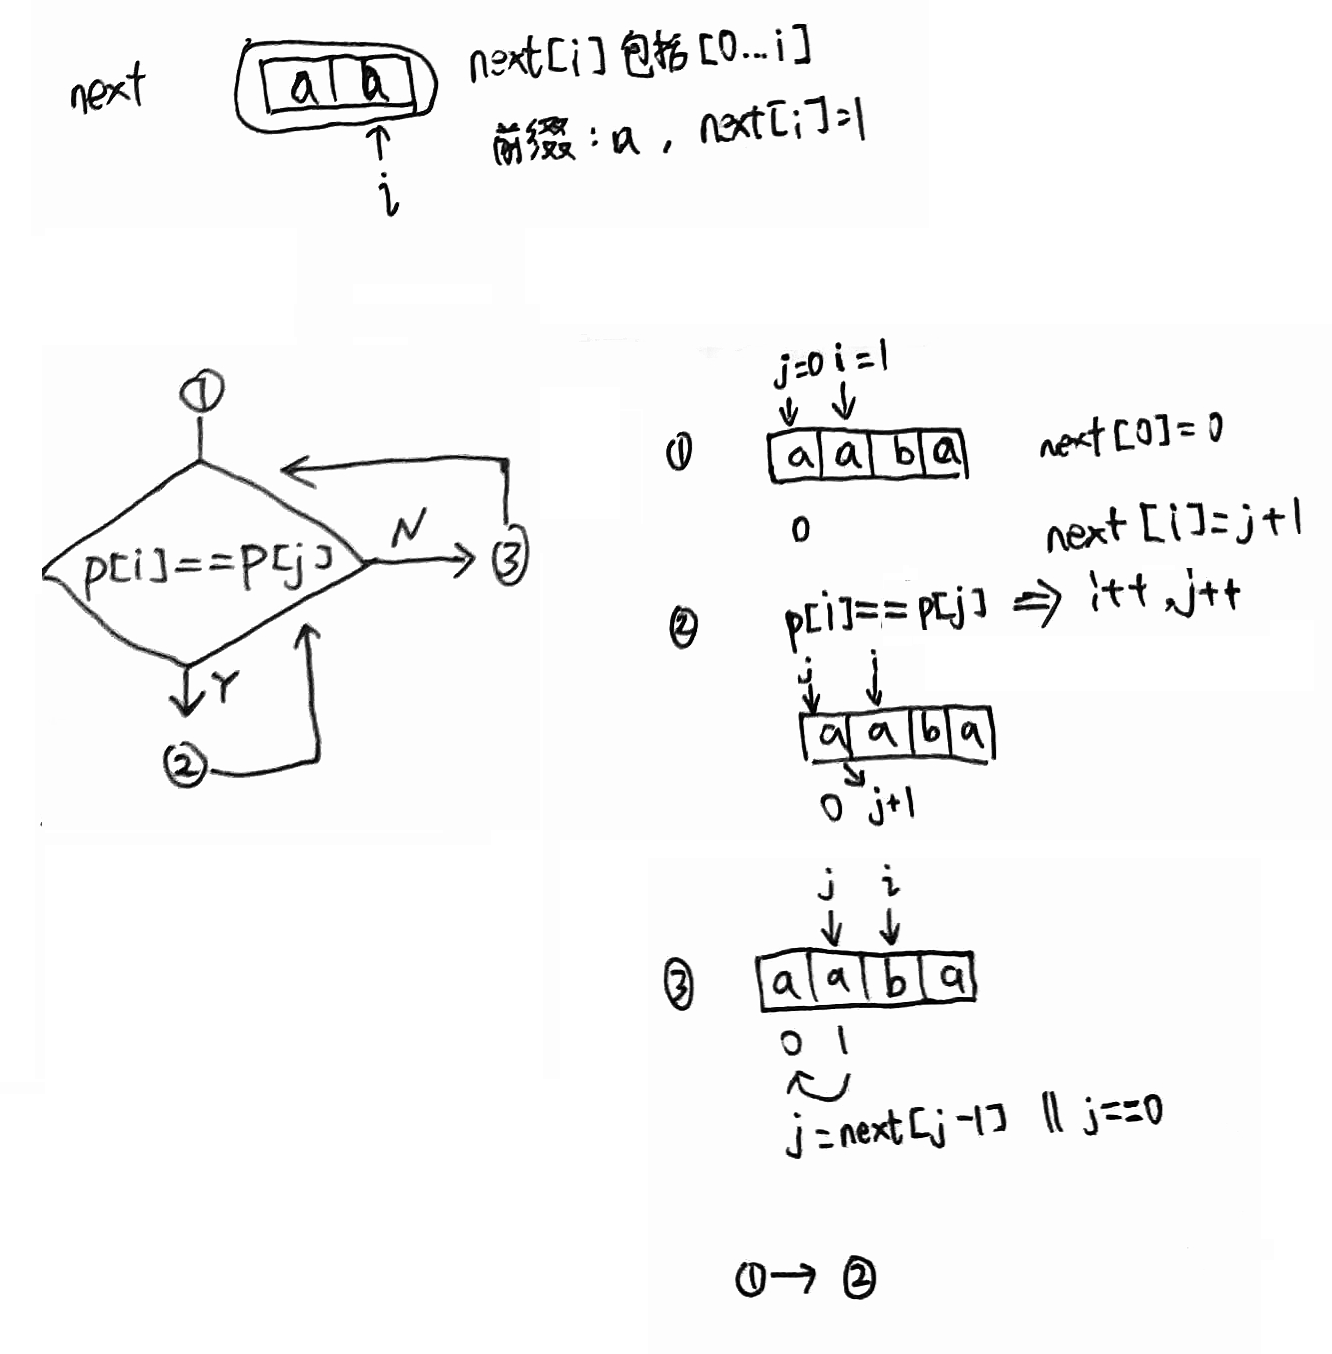 next
a a
next[i]包括[0...i]
前缀:a, next[i]=1
i
①
p[i]==p[j]
N
③
Y
②
j=0 i=1
① a a b a next[0]=0
0 next[i]=j+1
② p[i]==p[j] ⇒ i++,j++
j i
a a b a
0 j+1
j i
③ a a b a
0 1
j=next[j-1] || j==0
①→②